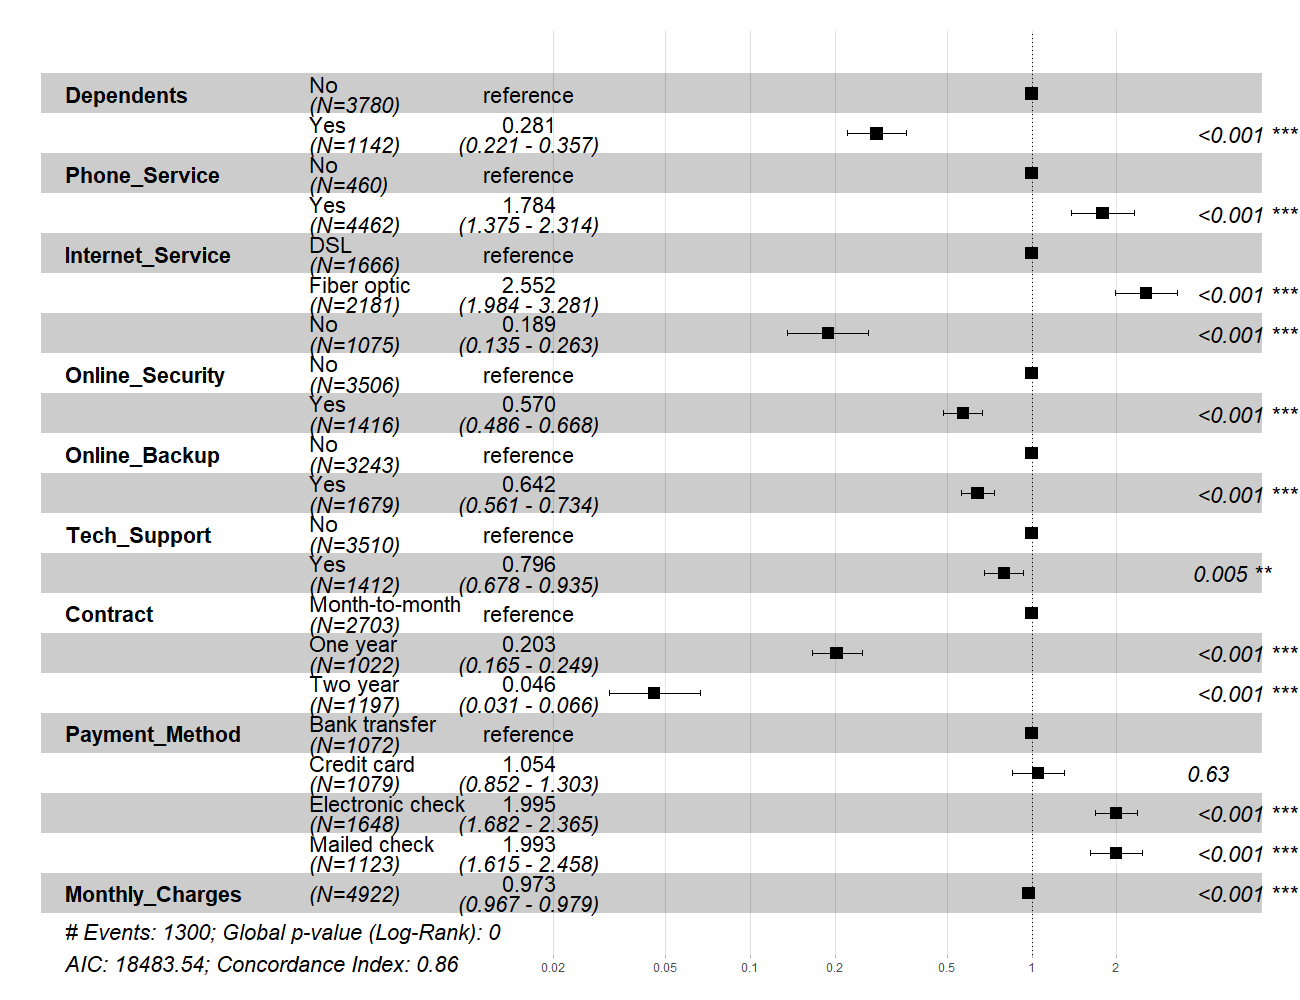 No
Dependents (N=3780) reference
Yes 0.281
(N=1142) (0.221 - 0.357) <0.001 ***
No
Phone_Service (N=460) reference
Yes 1.784
(N=4462) (1.375 - 2.314) <0.001 ***
DSL
Internet_Service (N=1666) reference
Fiber optic 2.552
(N=2181) (1.984 - 3.281) <0.001 ***
No 0.189
(N=1075) (0.135 - 0.263) <0.001 ***
No
Online_Security (N=3506) reference
Yes 0.570
(N=1416) (0.486 - 0.668) <0.001 ***
No
Online_Backup (N=3243) reference
Yes 0.642
(N=1679) (0.561 - 0.734) <0.001 ***
No
Tech_Support (N=3510) reference
Yes 0.796
(N=1412) (0.678 - 0.935) 0.005 **
Month-to-month
Contract (N=2703) reference
One year 0.203
(N=1022) (0.165 - 0.249) <0.001 ***
Two year 0.046
(N=1197) (0.031 - 0.066) <0.001 ***
Bank transfer
Payment_Method (N=1072) reference
Credit card 1.054
(N=1079) (0.852 - 1.303) 0.63
Electronic check 1.995
(N=1648) (1.682 - 2.365) <0.001 ***
Mailed check 1.993
(N=1123) (1.615 - 2.458) <0.001 ***
Monthly_Charges (N=4922) 0.973
(0.967 - 0.979) <0.001 ***
# Events: 1300; Global p-value (Log-Rank): 0
AIC: 18483.54; Concordance Index: 0.86
0.02 0.05 0.1 0.2 0.5 1 2